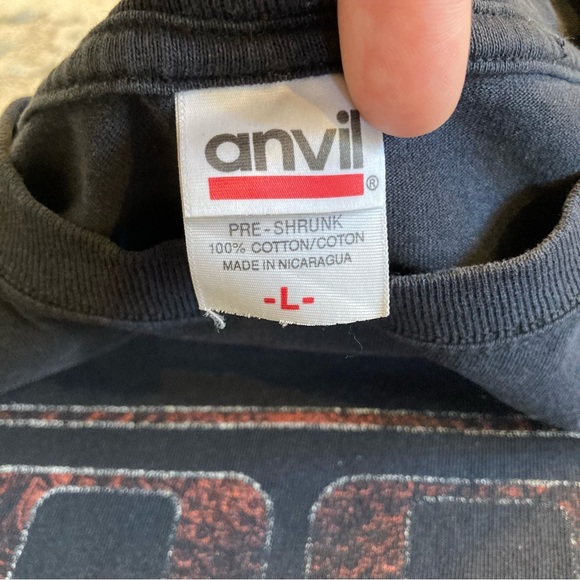 anvil
®
PRE-SHRUNK
100% COTTON/COTON
MADE IN NICARAGUA
-L-